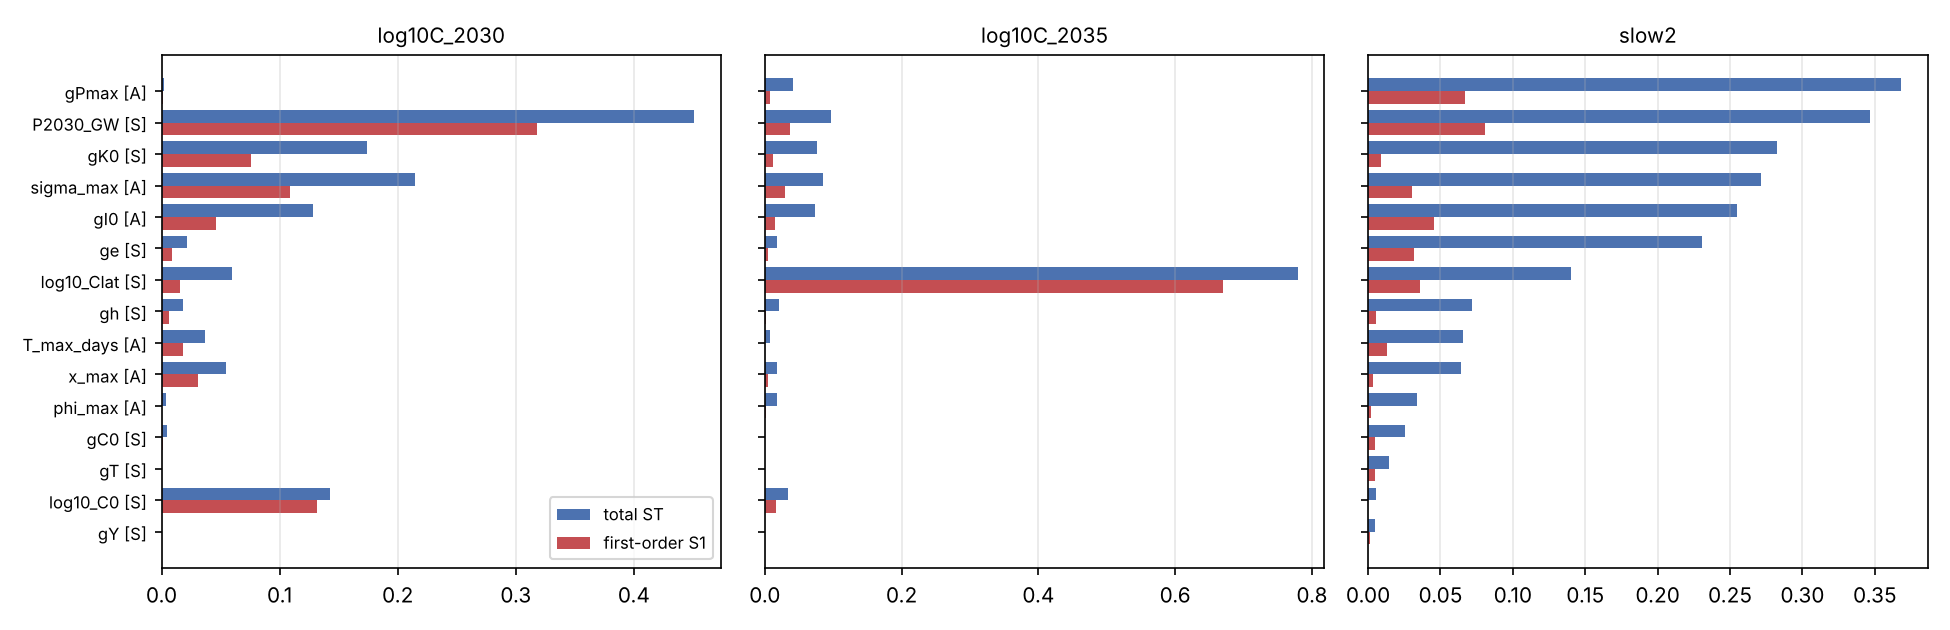 log10C_2030
log10C_2035
slow2
gPmax [A]
P2030_GW [S]
gK0 [S]
sigma_max [A]
gI0 [A]
ge [S]
log10_Clat [S]
gh [S]
T_max_days [A]
x_max [A]
phi_max [A]
gC0 [S]
gT [S]
log10_C0 [S]
gY [S]
total ST
first-order S1
0.0 0.1 0.2 0.3 0.4
0.0 0.2 0.4 0.6 0.8
0.00 0.05 0.10 0.15 0.20 0.25 0.30 0.35